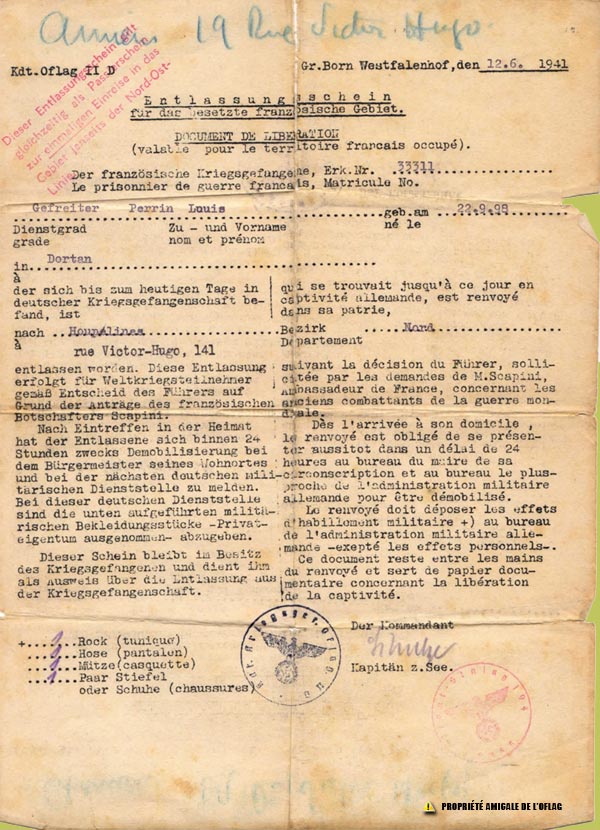 Amiens 19 Rue Victor Hugo
Dieser Entlassungsschein gilt
gleichzeitig als Passierschein
zur einmaligen Einreise in das
Gebiet jenseits der Nord-Ost-
Linie
Kdt.Oflag II D
Gr.Born Westfalenhof,den 12.6. 1941
Entlassungsschein
für das besetzte französische Gebiet.
DOCUMENT DE LIBERATION
(valable pour le territoire francais occupé).
Der französische Kriegsgefangene, Erk.Nr. 33311
Le prisonnier de guerre francais, Matricule No.
Gefreiter Perrin Louis geb.am 22.9.98
Dienstgrad Zu - und Vorname né le
grade nom et prénom
in Dortan
à
der sich bis zum heutigen Tage in
deutscher Kriegsgefangenschaft be-
fand, ist
qui se trouvait jusqu'à ce jour en
captivité allemande, est renvoyé
dans sa patrie,
nach Houplines Bezirk Nord
à Département
rue Victor-Hugo, 141
entlassen worden. Diese Entlassung
erfolgt für Weltkriegsteilnehmer
gemäß Entscheid des Führers auf
Grund der Anträge des französischen
Botschafters Scapini.
Nach Eintreffen in der Heimat
hat der Entlassene sich binnen 24
Stunden zwecks Demobilisierung bei
dem Bürgermeister seines Wohnortes
und bei der nächsten deutschen mili-
tärischen Dienststelle zu melden.
Bei dieser deutschen Dienststelle
sind die unten aufgeführten militä-
rischen Bekleidungsstücke -Privat-
eigentum ausgenommen- abzugeben.
Dieser Schein bleibt im Besitz
des Kriegsgefangenen und dient ihm
als Ausweis über die Entlassung aus
der Kriegsgefangenschaft.
suivant la décision du Führer, solli-
citée par les demandes de M.Scapini,
Ambassadeur de France, concernant les
anciens combattants de la guerre mon-
diale.
Dès l'arrivée à son domicile ,
le renvoyé est obligé de se présen-
ter aussitot dans un délai de 24
heures au bureau du maire de sa
circonscription et au bureau le plus-
proche de l'administration militaire
allemande pour être démobilisé.
Le renvoyé doit déposer les effets
d'habillement militaire +) au bureau
de l'administration militaire alle-
mande -exepté les effets personnels-.
Ce document reste entre les mains
du renvoyé et sert de papier docu-
mentaire concernant la libération
de la captivité.
+ 1 Rock (tunique)
1 Hose (pantalon)
1 Mütze(casquette)
1 Paar Stiefel
oder Schuhe (chaussures)
Der Kommandant
Kapitän z.See.
PROPRIÉTÉ AMIGALE DE L'OFLAG